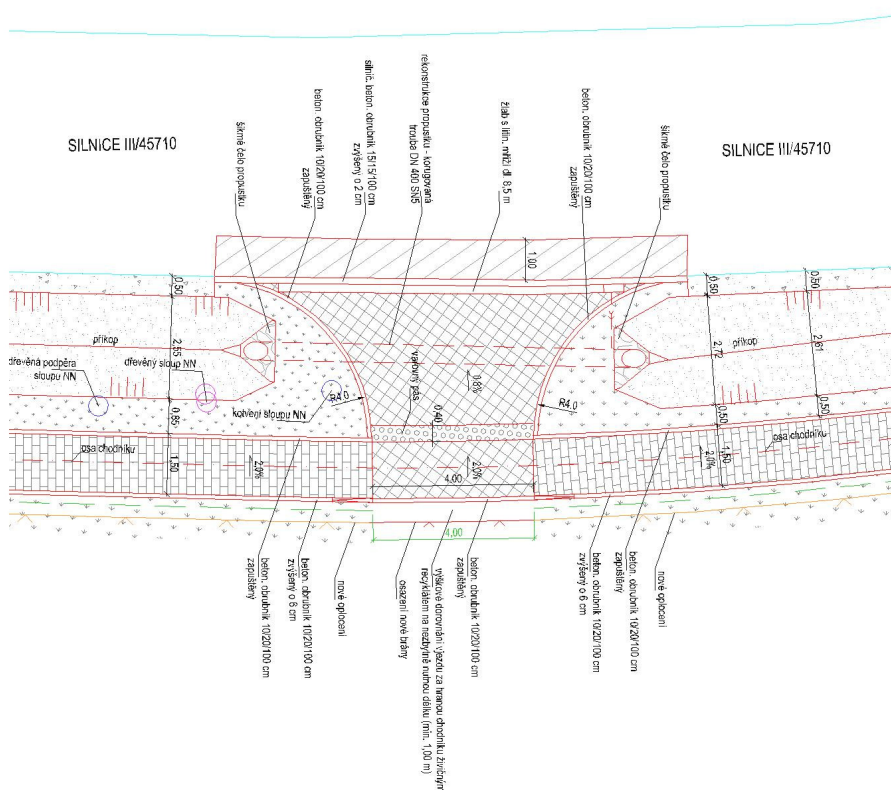 SILNICE III/45710
SILNICE III/45710
šikmé čelo propustku
beton. obrubník 10/20/100 cm
zapuštěný
silnič. beton. obrubník 15/15/100 cm
zvýšený o 2 cm
rekonstrukce propustku - korugovaná
trouba DN 400 SN5
žlab s litin. mříží dl. 8,5 m
beton. obrubník 10/20/100 cm
zapuštěný
šikmé čelo propustku
1,00
0,50
0,50
0,50
příkop
2,55
dřevěná podpěra
sloupu NN
dřevěný sloup NN
kotvení sloupu NN
0,85
R4.0
varovný pás
0,8%
0,40
R4.0
příkop
2,72
2,61
0,50
0,50
osa chodníku
1,50
2,0%
4,00
2,0%
2,0%
1,50
osa chodníku
4,00
beton. obrubník 10/20/100 cm
zapuštěný
beton. obrubník 10/20/100 cm
zvýšený o 6 cm
nové oplocení
osazení nové brány
výškové dorovnání vjezdu za hranou chodníku živičným
recyklátem na nezbytně nutnou délku (min. 1,00 m)
beton. obrubník 10/20/100 cm
zapuštěný
beton. obrubník 10/20/100 cm
zvýšený o 6 cm
beton. obrubník 10/20/100 cm
zapuštěný
nové oplocení